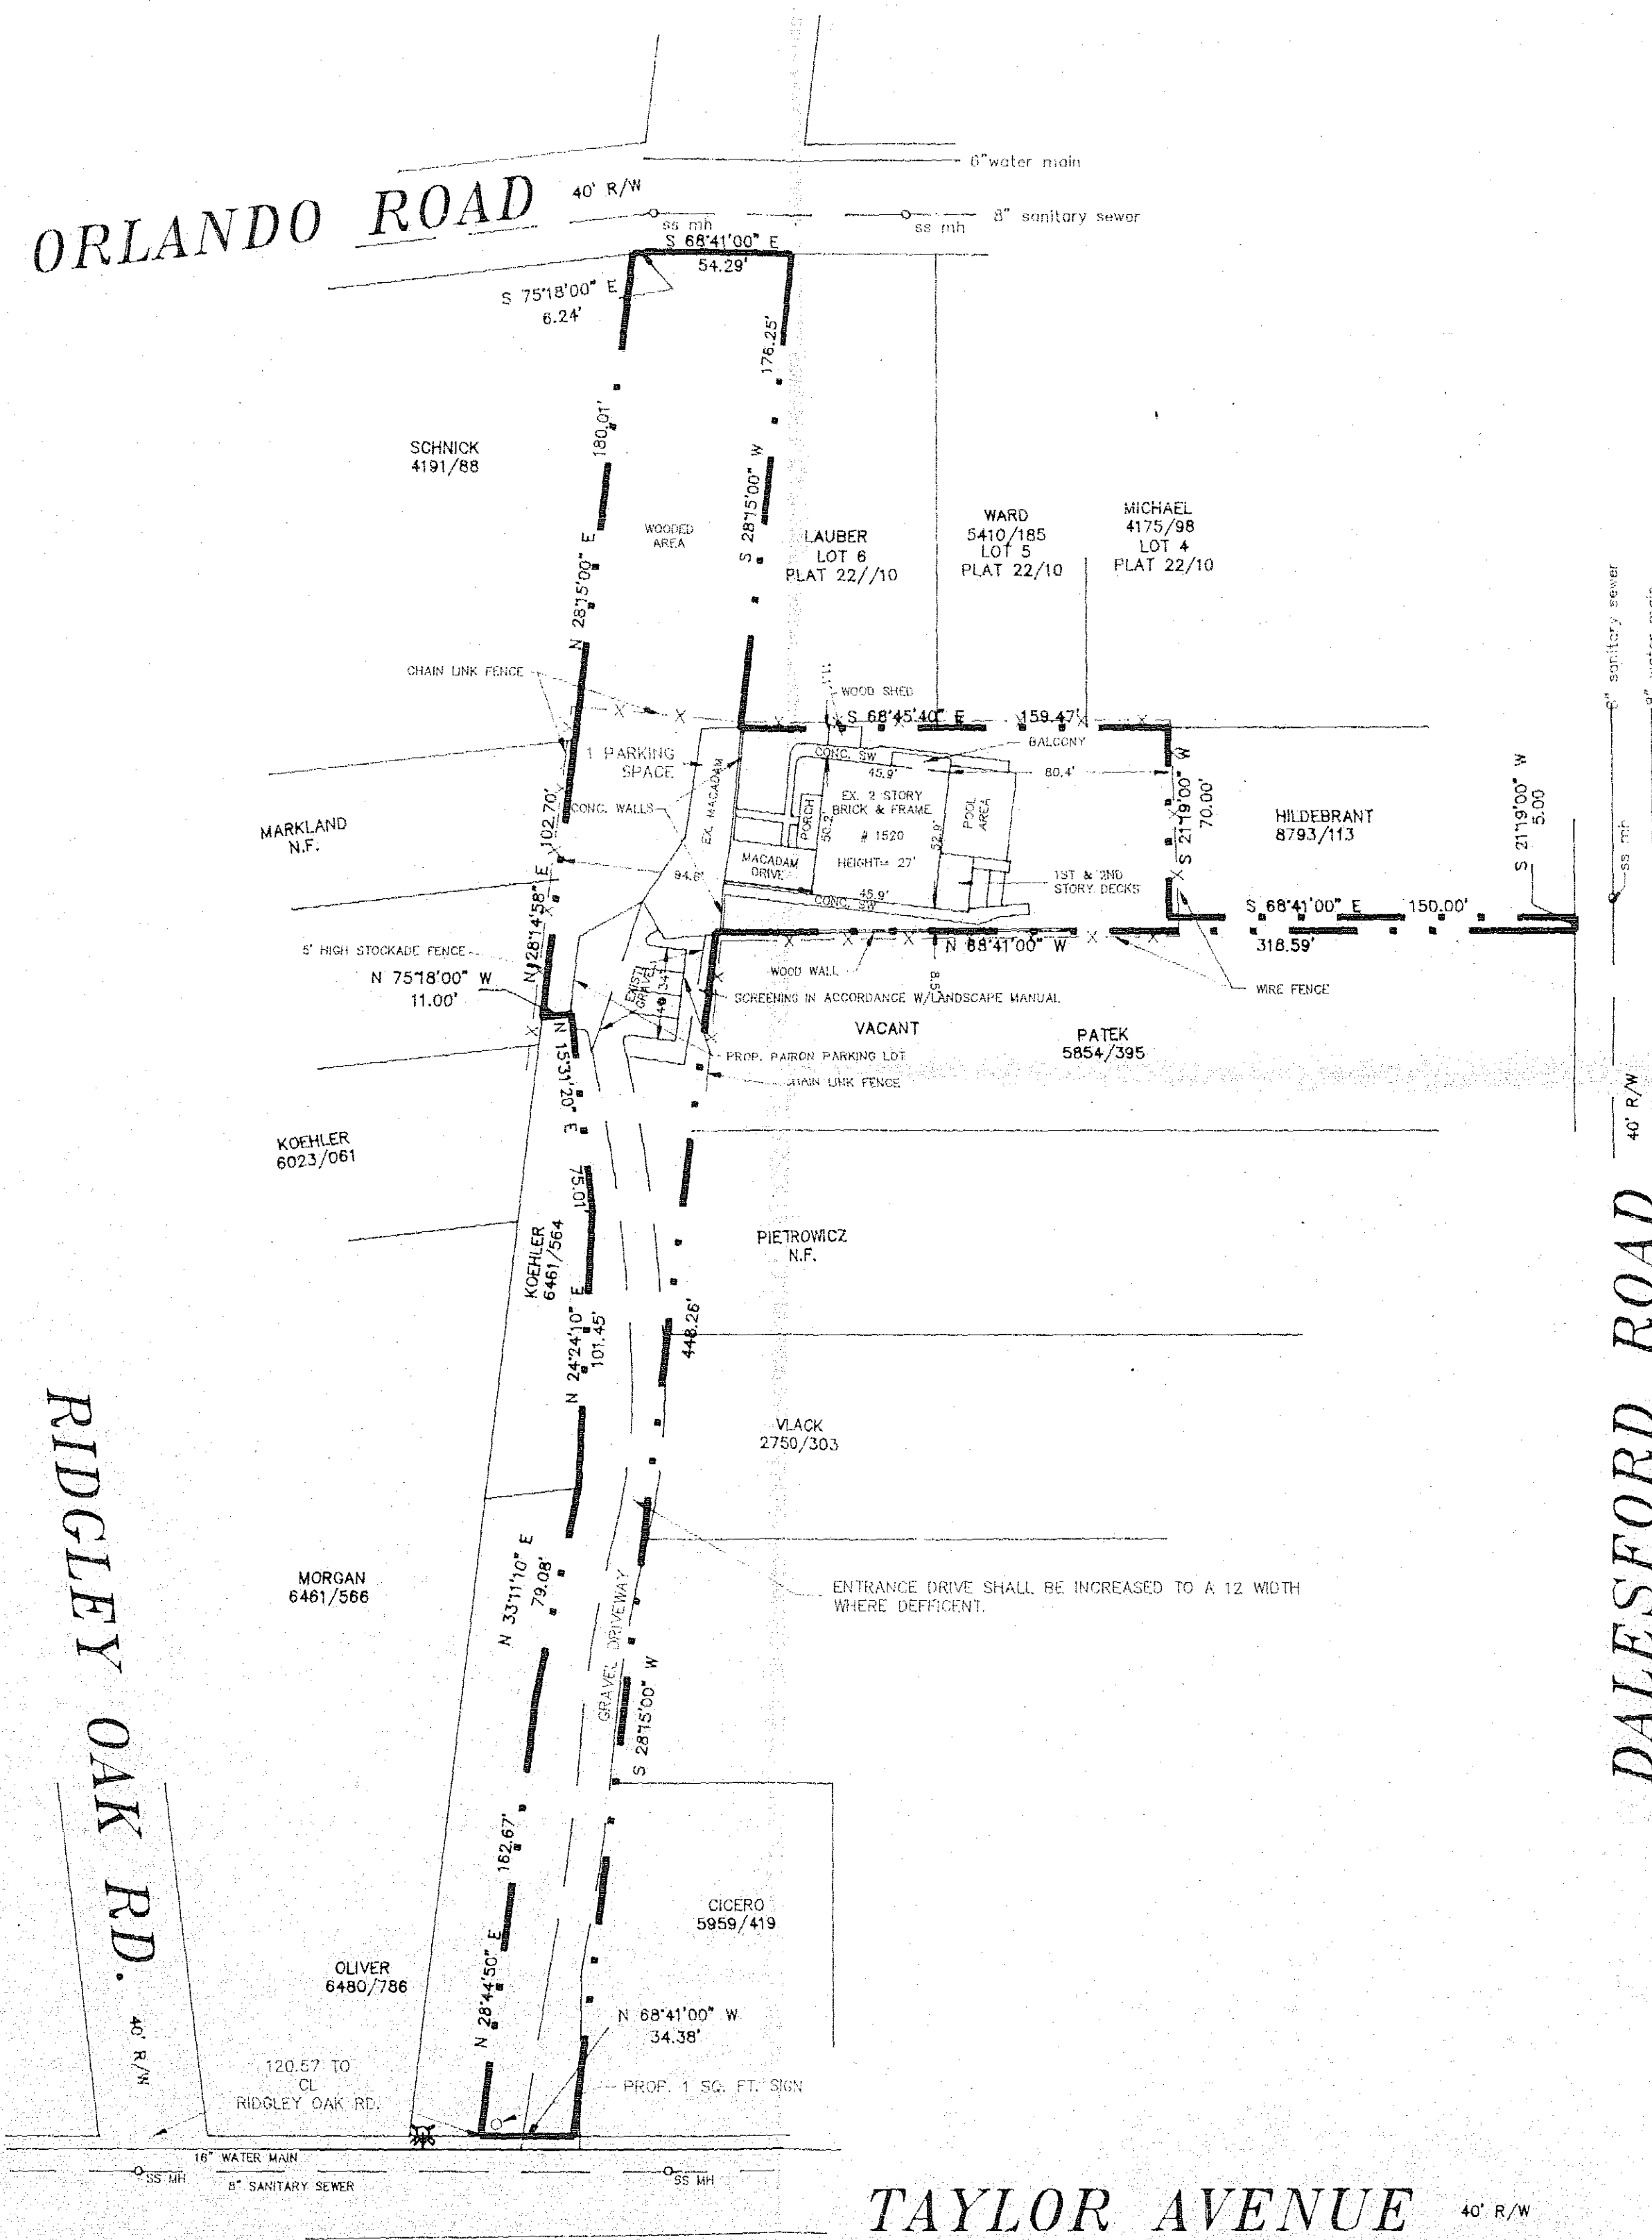 6"water main
40' R/W
ORLANDO ROAD
8" sanitary sewer
ss mh
ss mh
S 68°41'00" E
54.29'
S 75°18'00" E
6.24'
176.25'
180.01'
SCHNICK
4191/88
S 28°15'00" W
N 28°15'00" E
WOODED
AREA
LAUBER
LOT 6
PLAT 22//10
WARD
5410/185
LOT 5
PLAT 22/10
MICHAEL
4175/98
LOT 4
PLAT 22/10
8" sanitary sewer
8" water main
CHAIN LINK FENCE
WOOD SHED
S 68°45'40" E
159.47'
BALCONY
1 PARKING
SPACE
CONC. SW
45.9'
80.4'
EX. MACADAM
CONC. WALLS
PORCH
50.2'
EX. 2 STORY
BRICK & FRAME
# 1520
HEIGHT= 27'
52.9'
POOL
AREA
S 21°19'00" W
70.00'
HILDEBRANT
8793/113
S 21°19'00" W
5.00
MARKLAND
N.F.
102.70'
N 28°14'58" E
MACADAM
DRIVE
94.6'
45.9'
CONC. SW
1ST & 2ND
STORY DECKS
ss mh
S 68°41'00" E
150.00'
5' HIGH STOCKADE FENCE
N 68°41'00" W
318.59'
N 75°18'00" W
11.00'
WOOD WALL
8.5'
WIRE FENCE
SCREENING IN ACCORDANCE W/LANDSCAPE MANUAL
VACANT
PATEK
5854/395
PROP. PATRON PARKING LOT
CHAIN LINK FENCE
N 15°31'20" E
75.01'
40' R/W
KOEHLER
6023/061
KOEHLER
6461/564
PIETROWICZ
N.F.
N 24°24'10" E
101.45'
448.26'
DALESFORD ROAD
VLACK
2750/303
RIDGLEY OAK RD.
40' R/W
MORGAN
6461/566
N 33°11'10" E
79.08'
ENTRANCE DRIVE SHALL BE INCREASED TO A 12 WIDTH
WHERE DEFFICENT.
GRAVEL DRIVEWAY
S 28°15'00" W
162.67'
CICERO
5959/419
N 28°44'50" E
OLIVER
6480/786
N 68°41'00" W
34.38'
120.57 TO
CL
RIDGLEY OAK RD.
PROP. 1 SQ. FT. SIGN
16" WATER MAIN
SS MH
8" SANITARY SEWER
SS MH
TAYLOR AVENUE
40' R/W